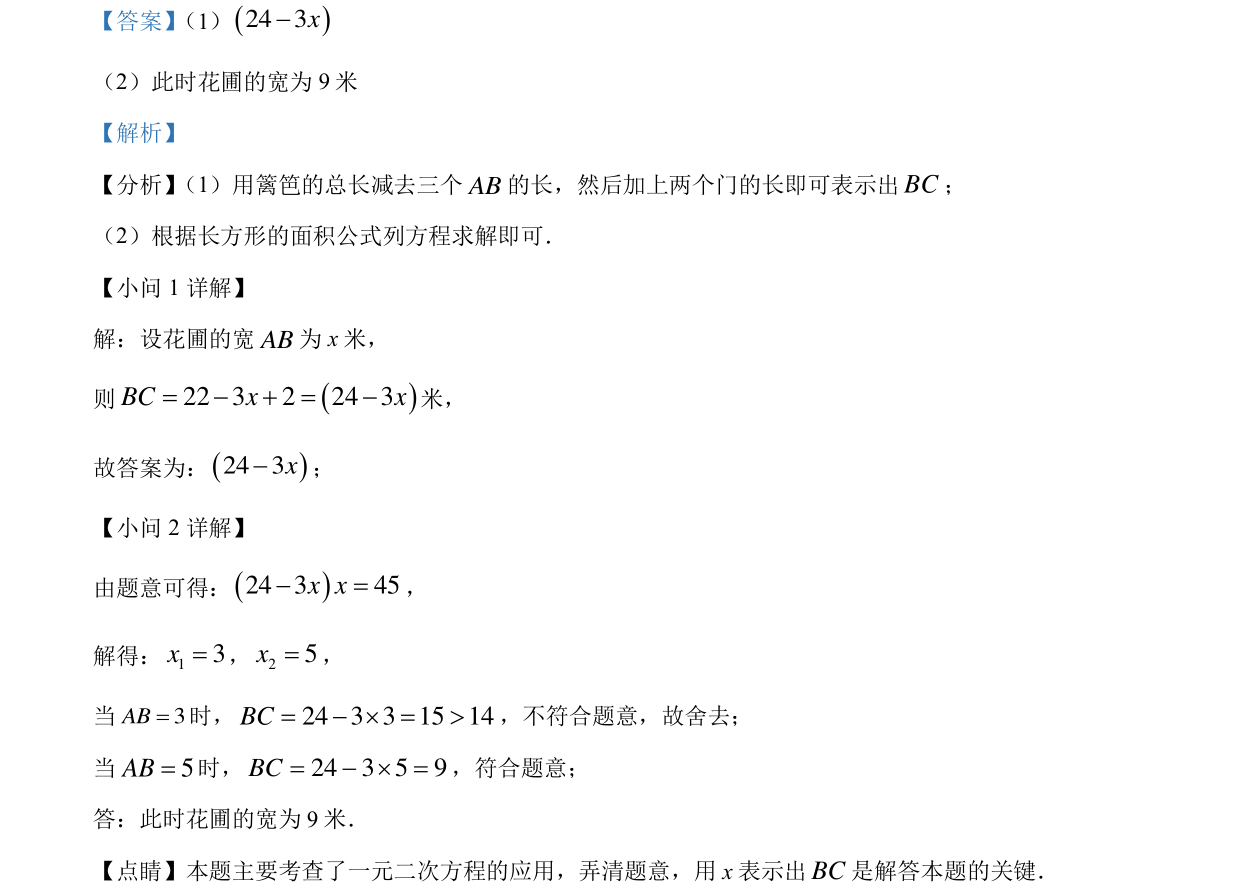 【答案】（1）(24−3x)
（2）此时花圃的宽为 9 米
【解析】
【分析】（1）用篱笆的总长减去三个 AB 的长，然后加上两个门的长即可表示出 BC；
（2）根据长方形的面积公式列方程求解即可．
【小问 1 详解】
解：设花圃的宽 AB 为 x 米，
则 BC = 22−3x+2 = (24−3x)米，
故答案为：(24−3x)；
【小问 2 详解】
由题意可得：(24−3x)x = 45，
解得：x₁ = 3，x₂ = 5，
当 AB = 3时，BC = 24−3×3 = 15 > 14，不符合题意，故舍去；
当 AB = 5时，BC = 24−3×5 = 9，符合题意；
答：此时花圃的宽为 9 米．
【点睛】本题主要考查了一元二次方程的应用，弄清题意，用 x 表示出 BC 是解答本题的关键．